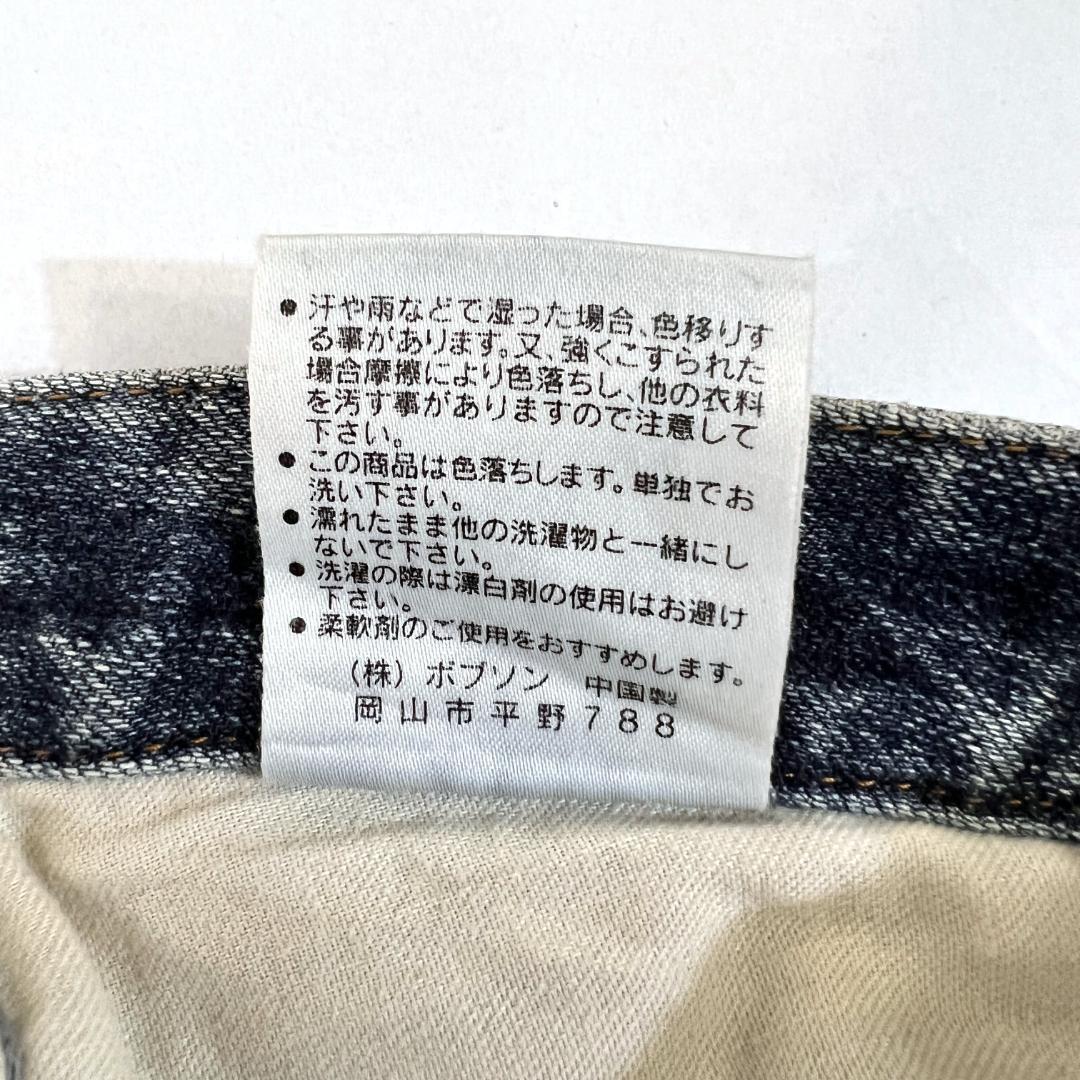 ● 汗や雨などで湿った場合、色移りす
る事があります。又、強くこすられた
場合摩擦により色落ちし、他の衣料
を汚す事がありますので注意して
下さい。
● この商品は色落ちします。単独でお
洗い下さい。
● 濡れたまま他の洗濯物と一緒にし
ないで下さい。
● 洗濯の際は漂白剤の使用はお避け
下さい。
● 柔軟剤のご使用をおすすめします。
(株) ボブソン 中国製
岡山市平野788